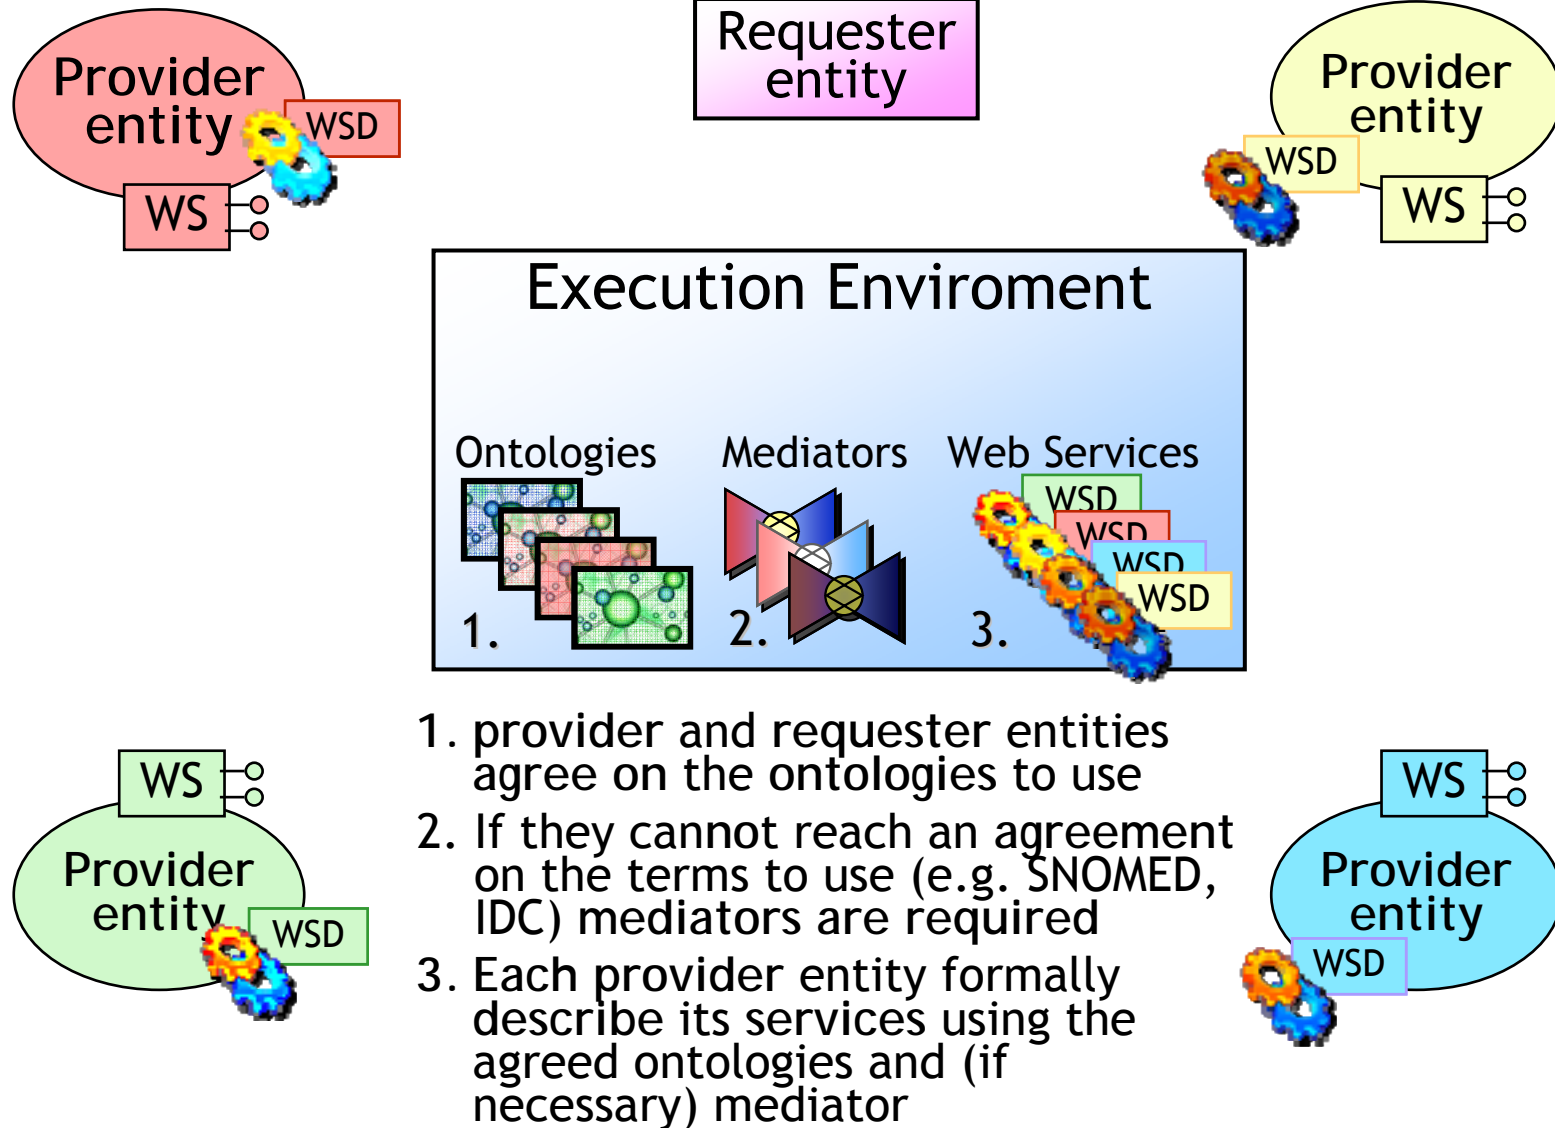 Provider
entity
WSD
WS
Requester
entity
Provider
entity
WSD
WS
Execution Enviroment
Ontologies
Mediators
Web Services
WSD
WSD
WSD
WSD
1.
2.
3.
1. provider and requester entities
agree on the ontologies to use
2. If they cannot reach an agreement
on the terms to use (e.g. SNOMED,
IDC) mediators are required
3. Each provider entity formally
describe its services using the
agreed ontologies and (if
necessary) mediator
WS
Provider
entity
WSD
WS
Provider
entity
WSD